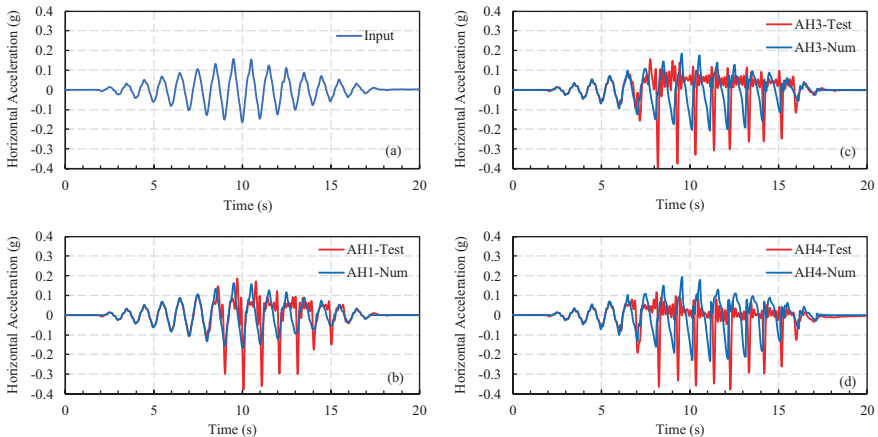 Horizontal Acceleration (g)
0.4
0.3
0.2
0.1
0
-0.1
-0.2
-0.3
-0.4
Input
(a)
0 5 10 15 20
Time (s)
Horizontal Acceleration (g)
0.4
0.3
0.2
0.1
0
-0.1
-0.2
-0.3
-0.4
AH1-Test
AH1-Num
(b)
0 5 10 15 20
Time (s)
Horizontal Acceleration (g)
0.4
0.3
0.2
0.1
0
-0.1
-0.2
-0.3
-0.4
AH3-Test
AH3-Num
(c)
0 5 10 15 20
Time (s)
Horizontal Acceleration (g)
0.4
0.3
0.2
0.1
0
-0.1
-0.2
-0.3
-0.4
AH4-Test
AH4-Num
(d)
0 5 10 15 20
Time (s)